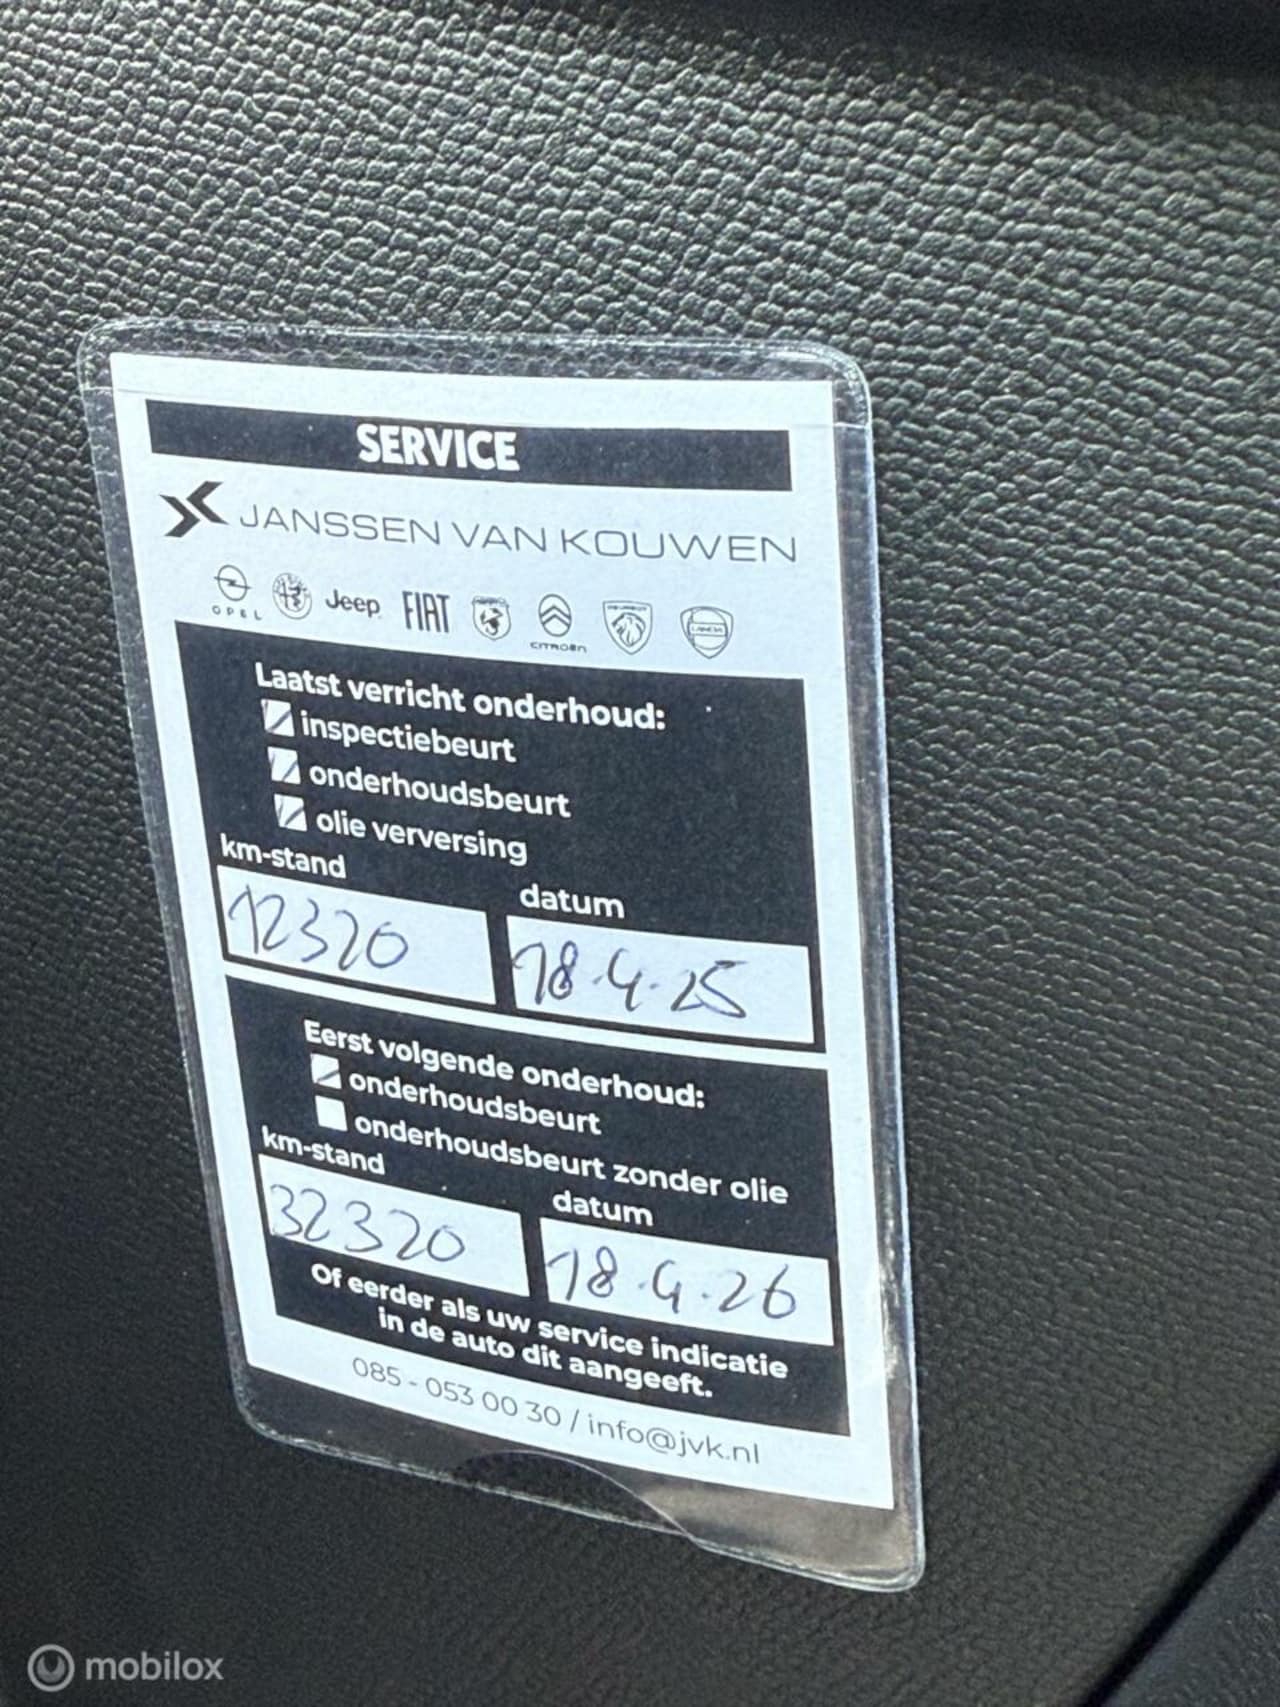 SERVICE
JANSSEN VAN KOUWEN
OPEL Jeep FIAT CITROËN PEUGEOT LANCIA
Laatst verricht onderhoud:
inspectiebeurt
onderhoudsbeurt
olie verversing
km-stand datum
12320 18.4.25
Eerst volgende onderhoud:
onderhoudsbeurt
onderhoudsbeurt zonder olie
km-stand datum
32320 18.4.26
Of eerder als uw service indicatie
in de auto dit aangeeft.
085 - 053 00 30 / info@jvk.nl
mobilox